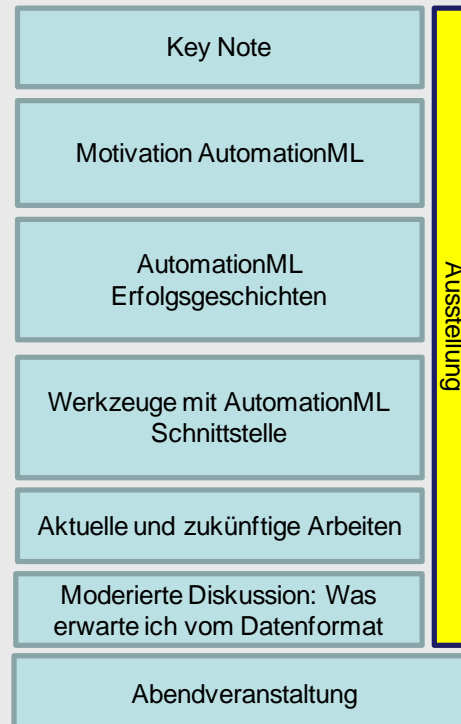 Key Note
Motivation AutomationML
AutomationML
Erfolgsgeschichten
Werkzeuge mit AutomationML
Schnittstelle
Aktuelle und zukünftige Arbeiten
Moderierte Diskussion: Was
erwarte ich vom Datenformat
Abendveranstaltung
Ausstellung